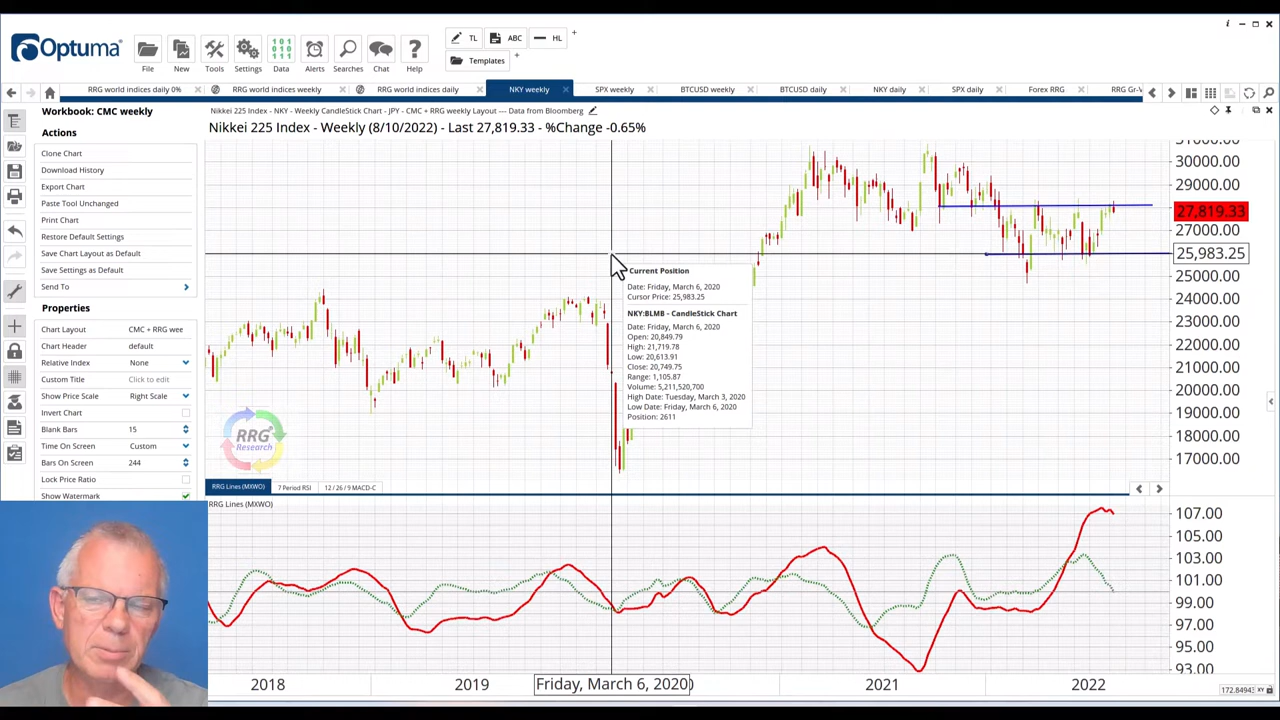 Optuma
File
New
Tools
Settings
Data
Alerts
Searches
Chat
Help
TL
ABC
HL
Templates
RRG world indices daily 0%
RRG world indices weekly
RRG world indices daily
NKY weekly
SPX weekly
BTCUSD weekly
BTCUSD daily
NKY daily
SPX daily
Forex RRG
RRG Gr-V
Workbook: CMC weekly
Actions
Clone Chart
Download History
Export Chart
Paste Tool Unchanged
Print Chart
Restore Default Settings
Save Chart Layout as Default
Save Settings as Default
Send To
Properties
Chart Layout CMC + RRG wee
Chart Header default
Relative Index None
Custom Title Click to edit
Show Price Scale Right Scale
Invert Chart
Blank Bars 15
Time On Screen Custom
Bars On Screen 244
Lock Price Ratio
Show Watermark
Nikkei 225 Index - NKY - Weekly CandleStick Chart - JPY - CMC + RRG weekly Layout --- Data from Bloomberg
Nikkei 225 Index - Weekly (8/10/2022) - Last 27,819.33 - %Change -0.65%
31000.00
30000.00
29000.00
27,819.33
27000.00
25,983.25
25000.00
24000.00
23000.00
22000.00
21000.00
20000.00
19000.00
18000.00
17000.00
Current Position
Date: Friday, March 6, 2020
Cursor Price: 25,983.25
NKY:BLMB - CandleStick Chart
Date: Friday, March 6, 2020
Open: 20,849.79
High: 21,719.78
Low: 20,613.91
Close: 20,749.75
Range: 1,105.87
Volume: 5,211,520,700
High Date: Tuesday, March 3, 2020
Low Date: Friday, March 6, 2020
Position: 2611
RRG
Research
RRG Lines (MXWO)
7 Period RSI
12 / 26 / 9 MACD-C
RRG Lines (MXWO)
107.00
105.00
103.00
101.00
99.00
97.00
95.00
93.00
2018
2019
Friday, March 6, 2020
2021
2022
172.8494
XY